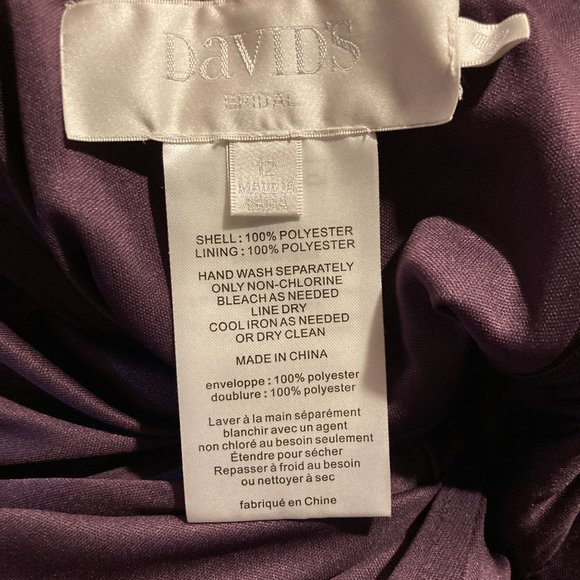 DAVID'S
BRIDAL
12
MADE IN
CHINA
SHELL : 100% POLYESTER
LINING : 100% POLYESTER
HAND WASH SEPARATELY
ONLY NON-CHLORINE
BLEACH AS NEEDED
LINE DRY
COOL IRON AS NEEDED
OR DRY CLEAN
MADE IN CHINA
enveloppe : 100% polyester
doublure : 100% polyester
Laver à la main séparément
blanchir avec un agent
non chloré au besoin seulement
Étendre pour sécher
Repasser à froid au besoin
ou nettoyer à sec
fabriqué en Chine